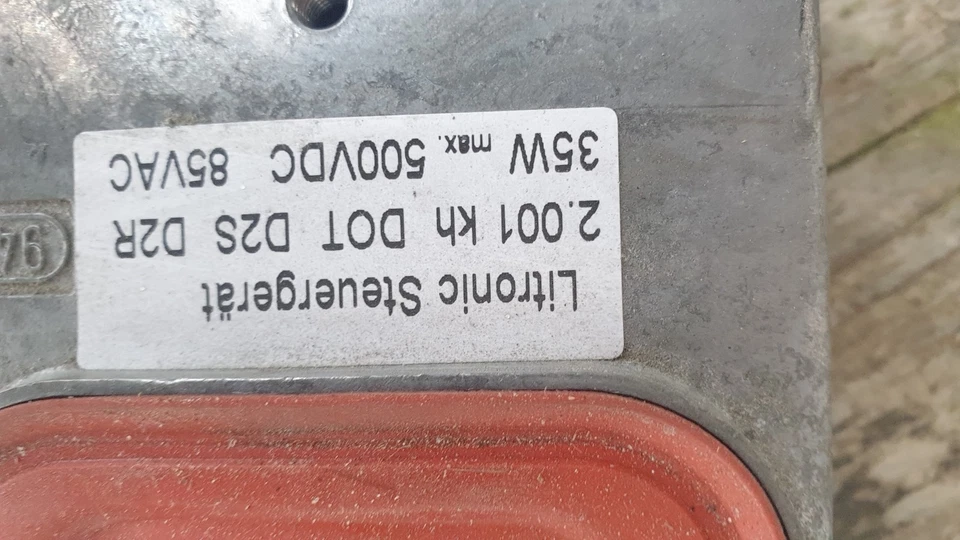 Litronic Steuergerät
2.001 kh DOT D2S D2R
35W max. 500VDC 85VAC